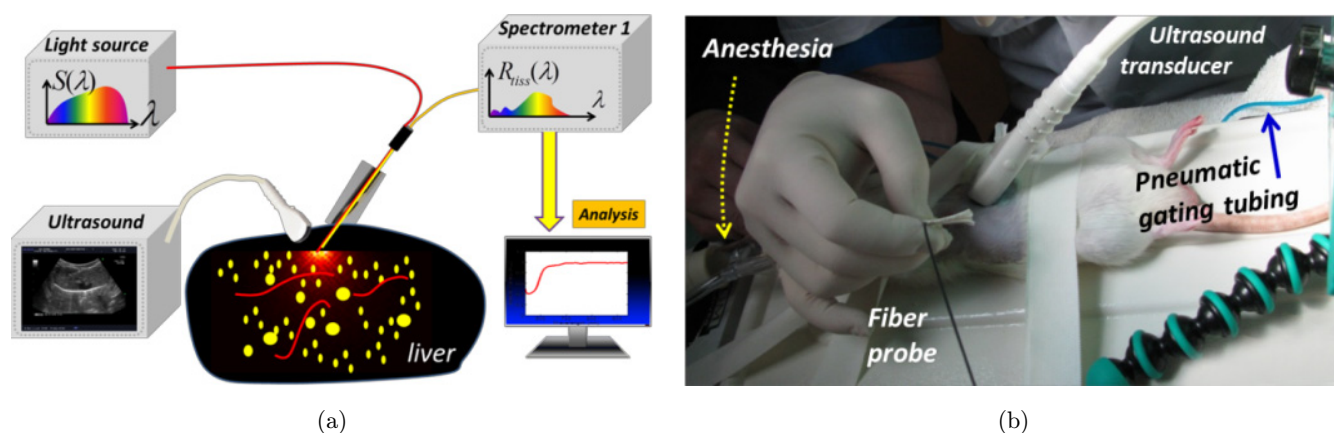 Light source
S(λ)
λ
Spectrometer 1
R_tiss(λ)
λ
Ultrasound
Analysis
liver
(a)
Anesthesia
Ultrasound
transducer
Pneumatic
gating tubing
Fiber
probe
(b)